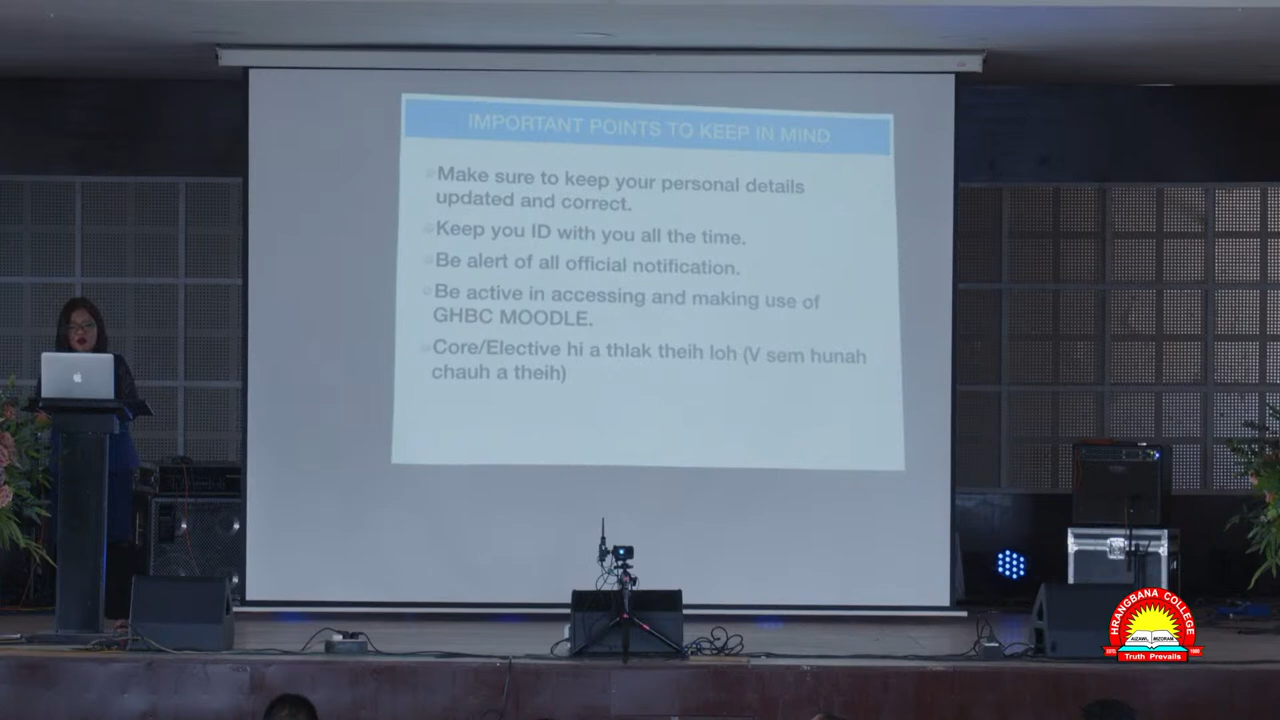 IMPORTANT POINTS TO KEEP IN MIND
Make sure to keep your personal details
updated and correct.
Keep you ID with you all the time.
Be alert of all official notification.
Be active in accessing and making use of
GHBC MOODLE.
Core/Elective hi a thlak theih loh (V sem hunah
chauh a theih)
HRANGBANA COLLEGE
AIZAWL MIZORAM
ESTD. 1980
Truth Prevails